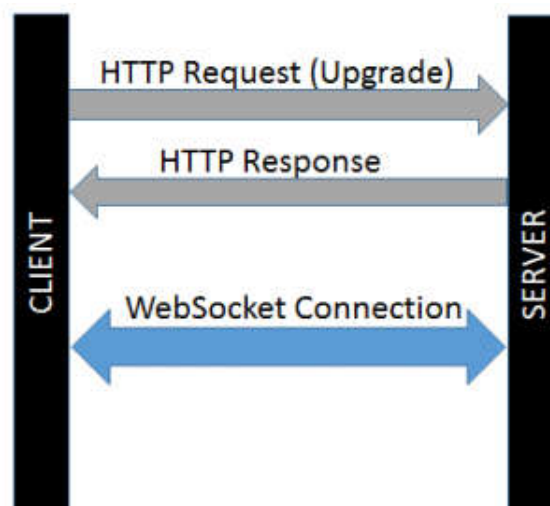 HTTP Request (Upgrade)
HTTP Response
CLIENT
WebSocket Connection
SERVER